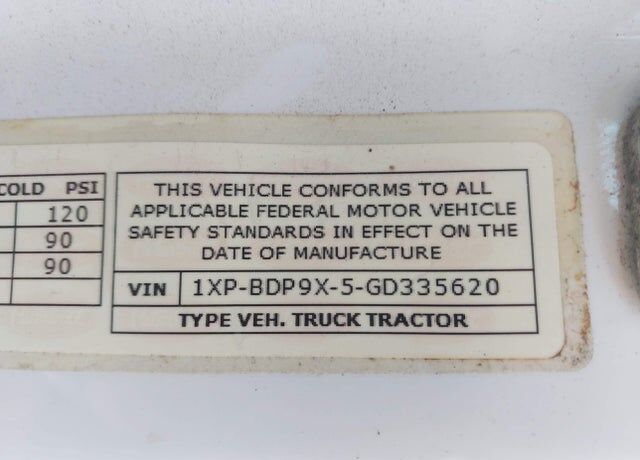 COLD PSI
120
90
90
THIS VEHICLE CONFORMS TO ALL
APPLICABLE FEDERAL MOTOR VEHICLE
SAFETY STANDARDS IN EFFECT ON THE
DATE OF MANUFACTURE
VIN 1XP-BDP9X-5-GD335620
TYPE VEH. TRUCK TRACTOR